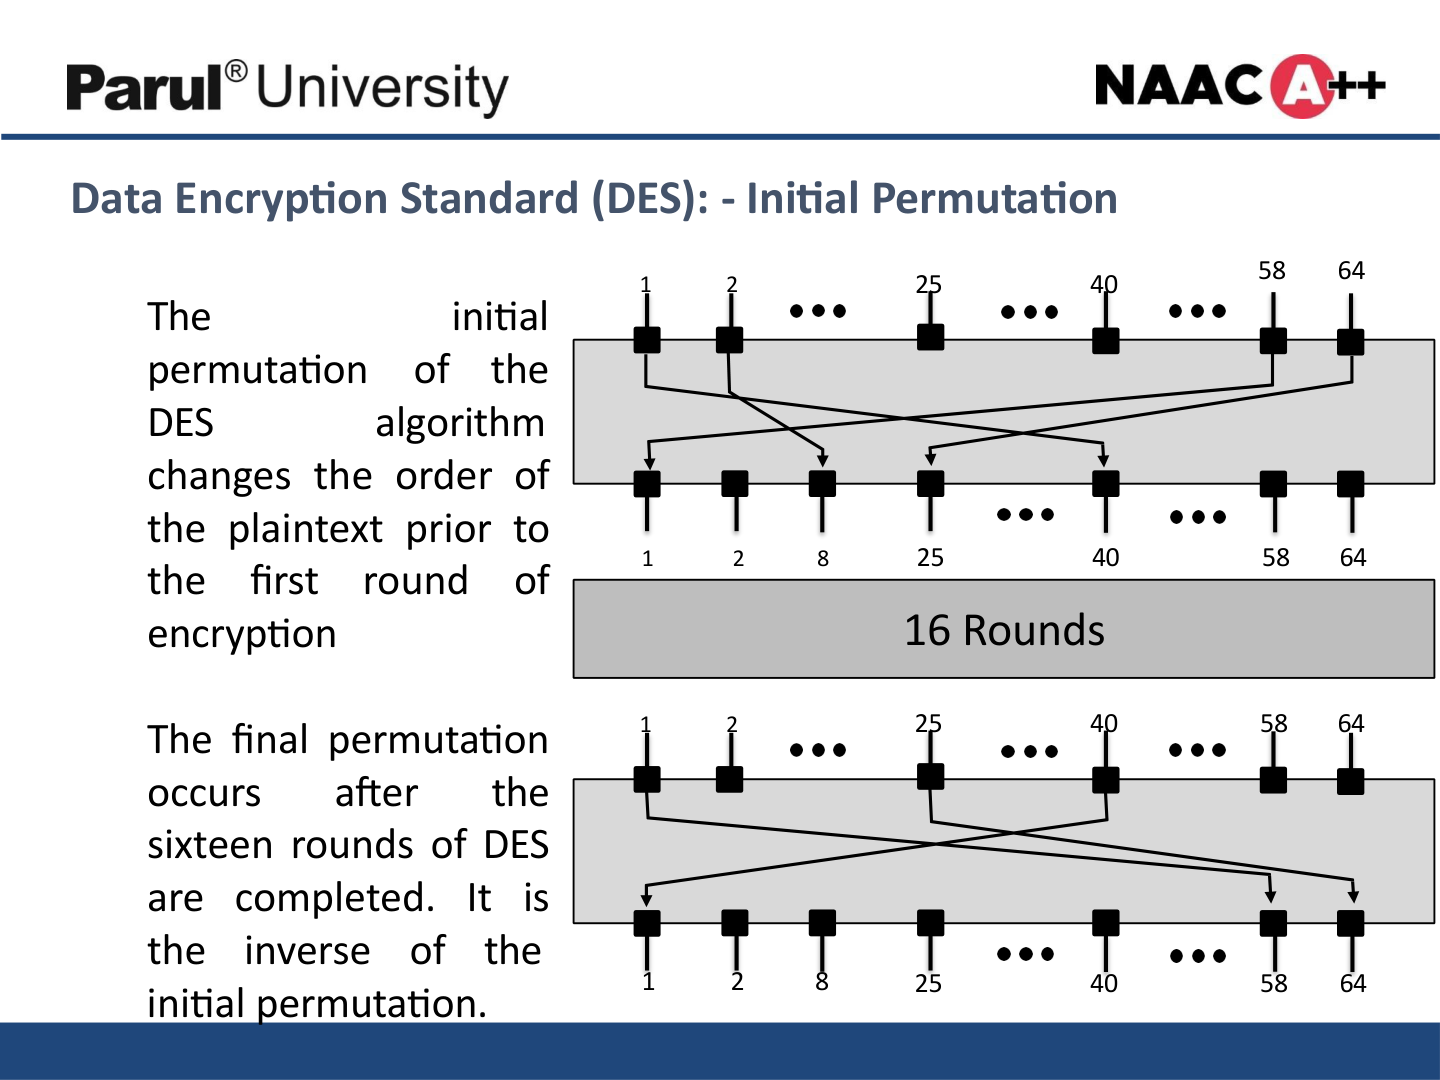 Parul® University
NAAC A++
Data Encryption Standard (DES): - Initial Permutation
The initial
permutation of the
DES algorithm
changes the order of
the plaintext prior to
the first round of
encryption
The final permutation
occurs after the
sixteen rounds of DES
are completed. It is
the inverse of the
initial permutation.
1 2 25 40 58 64
1 2 8 25 40 58 64
16 Rounds
1 2 25 40 58 64
1 2 8 25 40 58 64